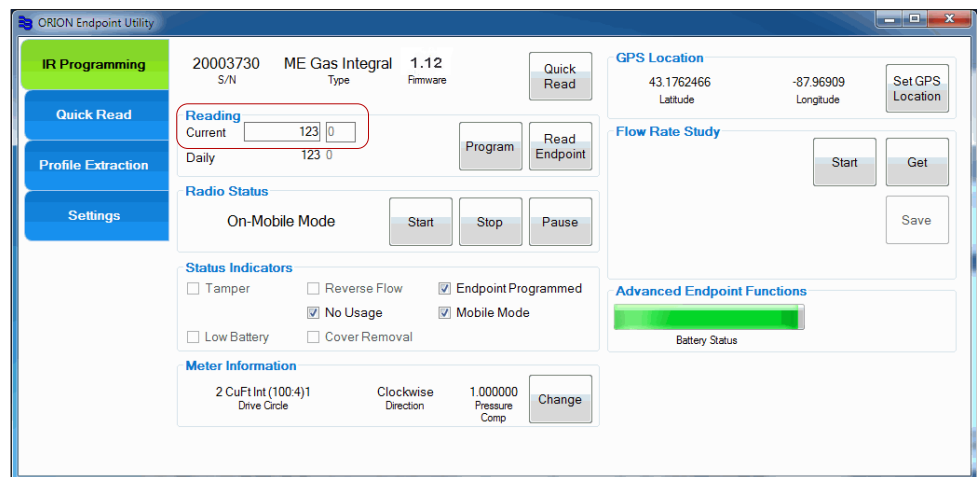 ORION Endpoint Utility
IR Programming
Quick Read
Profile Extraction
Settings
20003730 ME Gas Integral 1.12
S/N Type Firmware
Quick
Read
Reading
Current 123 0
Daily 123 0
Program
Read
Endpoint
Radio Status
On-Mobile Mode
Start
Stop
Pause
Status Indicators
Tamper Reverse Flow Endpoint Programmed
No Usage Mobile Mode
Low Battery Cover Removal
Meter Information
2 CuFt Int (100:4)1 Clockwise 1.000000
Drive Circle Direction Pressure
Comp
Change
GPS Location
43.1762466 -87.96909
Latitude Longitude
Set GPS
Location
Flow Rate Study
Start
Get
Save
Advanced Endpoint Functions
Battery Status